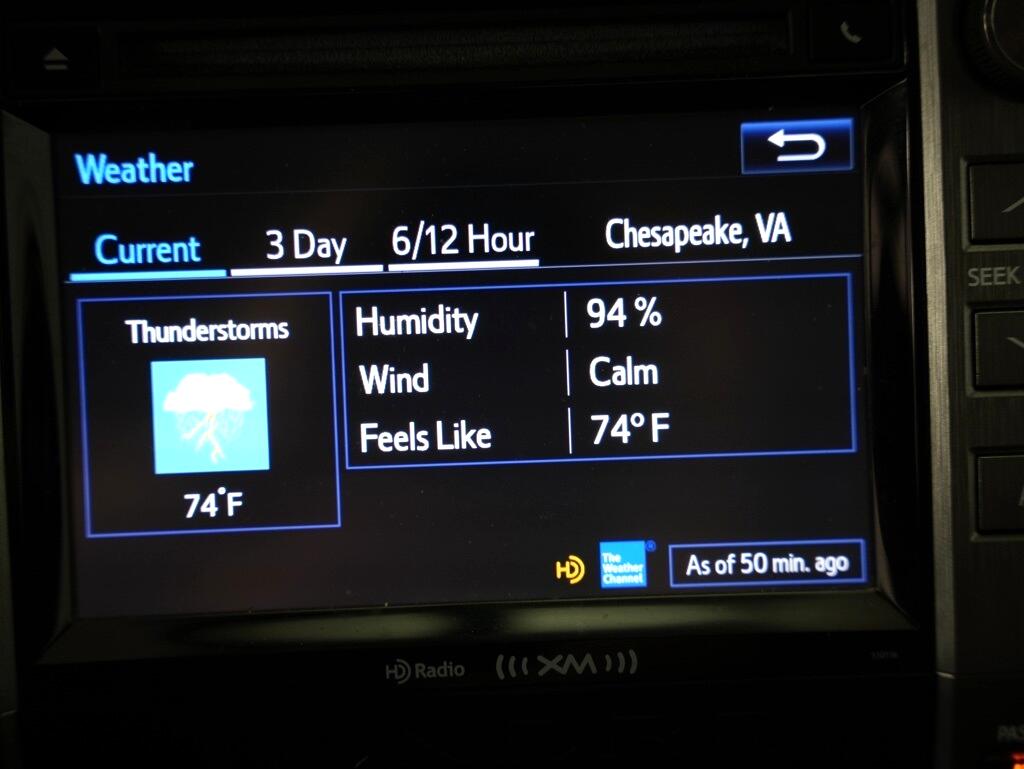 Weather
Current
3 Day
6/12 Hour
Chesapeake, VA
Thunderstorms
74°F
Humidity
94 %
Wind
Calm
Feels Like
74° F
HD
The
Weather
Channel
®
As of 50 min. ago
HD Radio
XM
SEEK